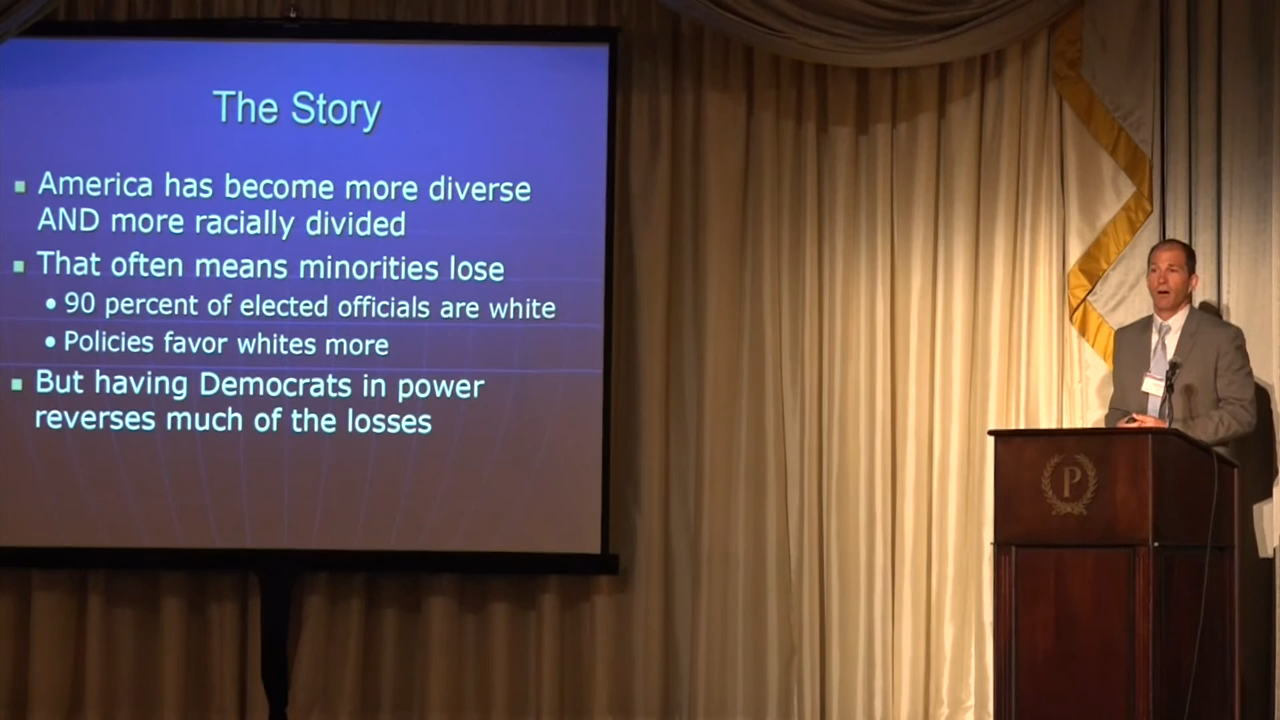 The Story
America has become more diverse
AND more racially divided
That often means minorities lose
90 percent of elected officials are white
Policies favor whites more
But having Democrats in power
reverses much of the losses
P